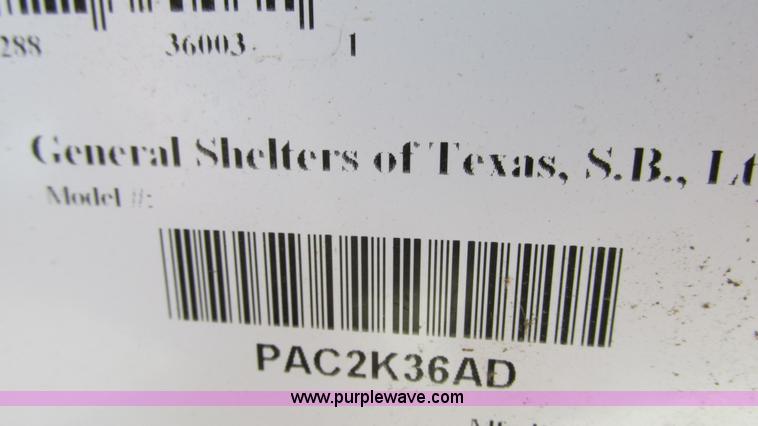 288 36003 1
General Shelters of Texas, S.B., Lt
Model #:
PAC2K36AD
www.purplewave.com